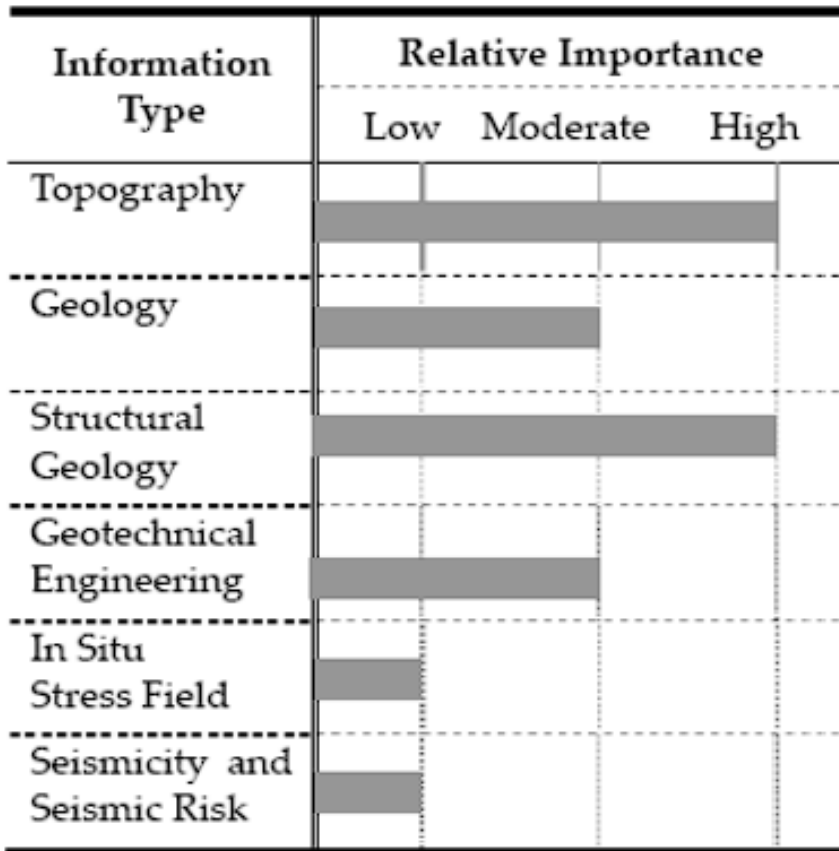 Information
Type
Relative Importance
Low Moderate High
Topography
Geology
Structural
Geology
Geotechnical
Engineering
In Situ
Stress Field
Seismicity and
Seismic Risk